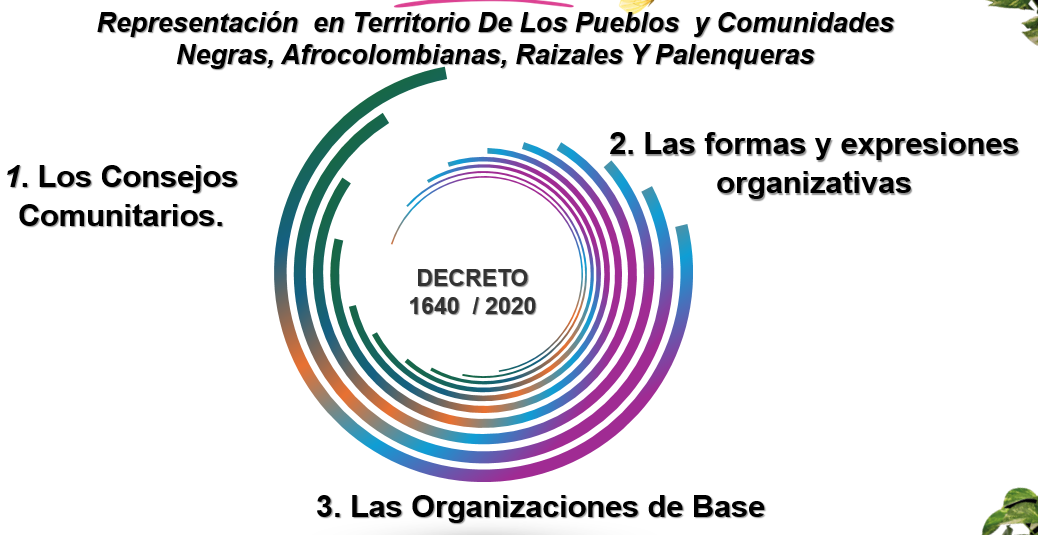 Representación en Territorio De Los Pueblos y Comunidades
Negras, Afrocolombianas, Raizales Y Palenqueras
1. Los Consejos
Comunitarios.
2. Las formas y expresiones
organizativas
DECRETO
1640 / 2020
3. Las Organizaciones de Base